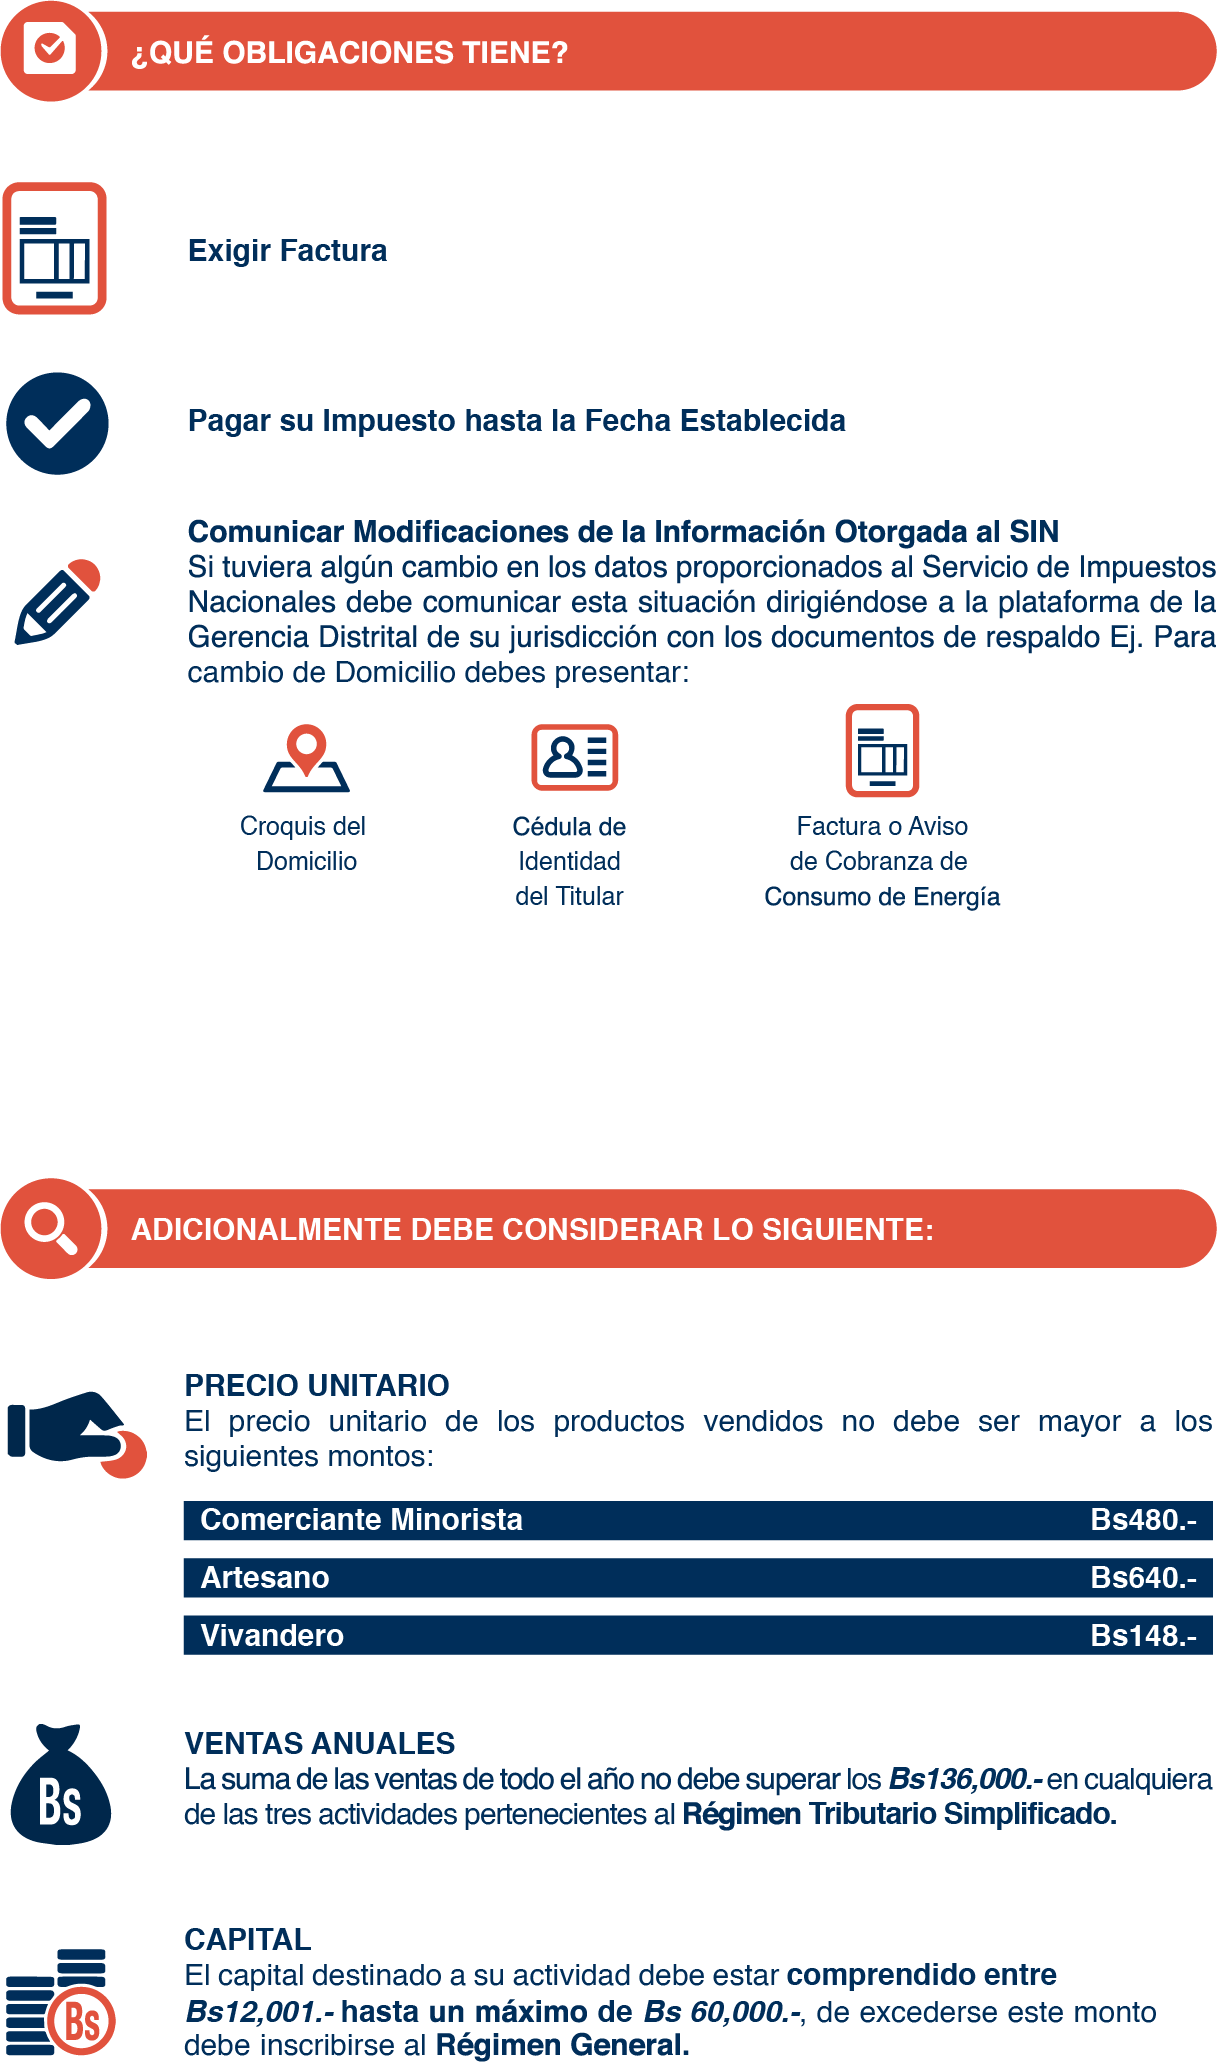 ¿QUÉ OBLIGACIONES TIENE?
Exigir Factura
Pagar su Impuesto hasta la Fecha Establecida
Comunicar Modificaciones de la Información Otorgada al SIN
Si tuviera algún cambio en los datos proporcionados al Servicio de Impuestos
Nacionales debe comunicar esta situación dirigiéndose a la plataforma de la
Gerencia Distrital de su jurisdicción con los documentos de respaldo Ej. Para
cambio de Domicilio debes presentar:
Croquis del
Domicilio
Cédula de
Identidad
del Titular
Factura o Aviso
de Cobranza de
Consumo de Energía
ADICIONALMENTE DEBE CONSIDERAR LO SIGUIENTE:
PRECIO UNITARIO
El precio unitario de los productos vendidos no debe ser mayor a los
siguientes montos:
Comerciante Minorista Bs480.-
Artesano Bs640.-
Vivandero Bs148.-
Bs
VENTAS ANUALES
La suma de las ventas de todo el año no debe superar los Bs136,000.- en cualquiera
de las tres actividades pertenecientes al Régimen Tributario Simplificado.
Bs
CAPITAL
El capital destinado a su actividad debe estar comprendido entre
Bs12,001.- hasta un máximo de Bs 60,000.-, de excederse este monto
debe inscribirse al Régimen General.